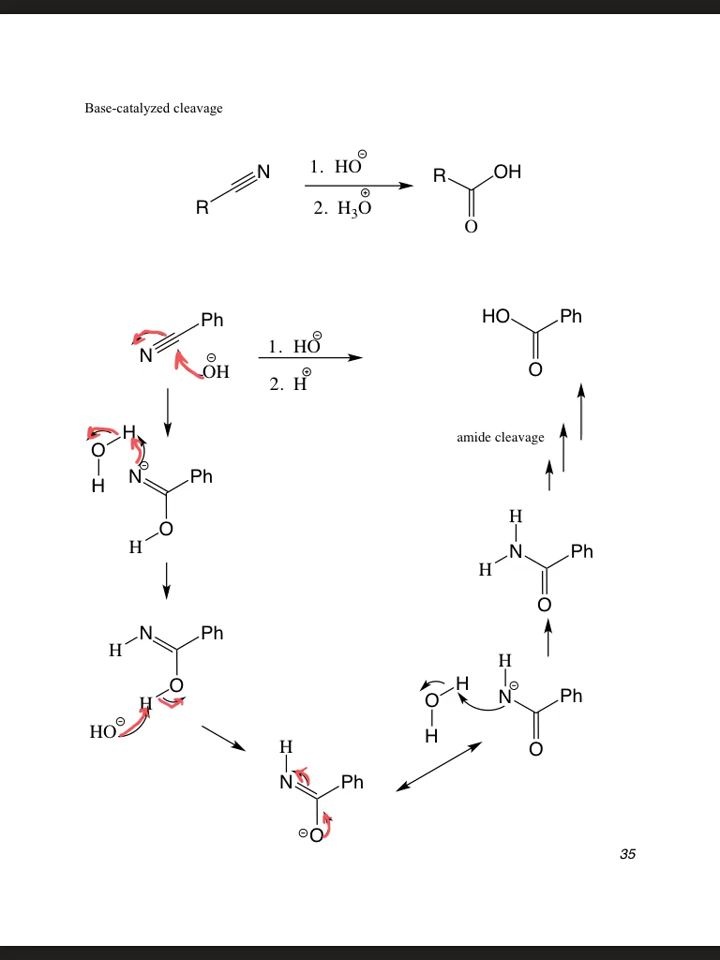 Base-catalyzed cleavage
R N
1. HO⊖
2. H₃O⊕
R OH
O
Ph
N
⊖
OH
1. HO⊖
2. H⊕
HO Ph
O
amide cleavage
H
O
H
N⊖
Ph
O
H
H N Ph
O
H
HO⊖
H
N Ph
⊖O
H
O
H
H
N⊖
Ph
O
H
H N Ph
O
35